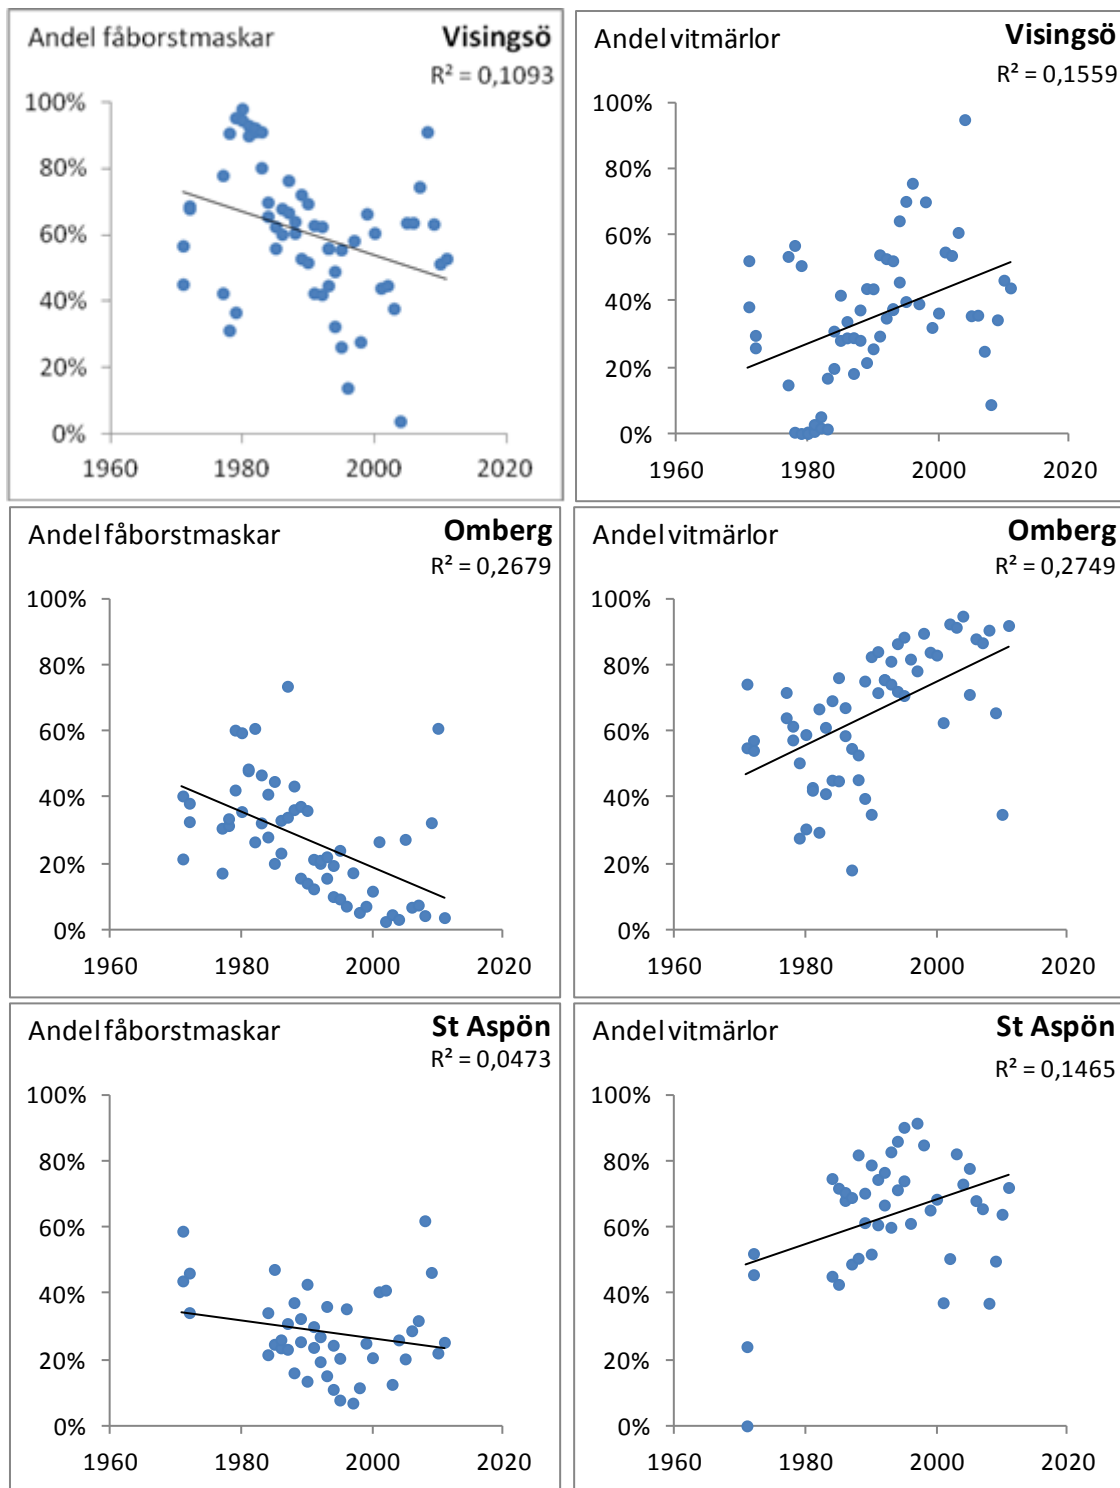 Andel fåborstmaskar Visingsö
R² = 0,1093
100%
80%
60%
40%
20%
0%
1960 1980 2000 2020
Andel vitmärlor Visingsö
R² = 0,1559
100%
80%
60%
40%
20%
0%
1960 1980 2000 2020
Andel fåborstmaskar Omberg
R² = 0,2679
100%
80%
60%
40%
20%
0%
1960 1980 2000 2020
Andel vitmärlor Omberg
R² = 0,2749
100%
80%
60%
40%
20%
0%
1960 1980 2000 2020
Andel fåborstmaskar St Aspön
R² = 0,0473
100%
80%
60%
40%
20%
0%
1960 1980 2000 2020
Andel vitmärlor St Aspön
R² = 0,1465
100%
80%
60%
40%
20%
0%
1960 1980 2000 2020